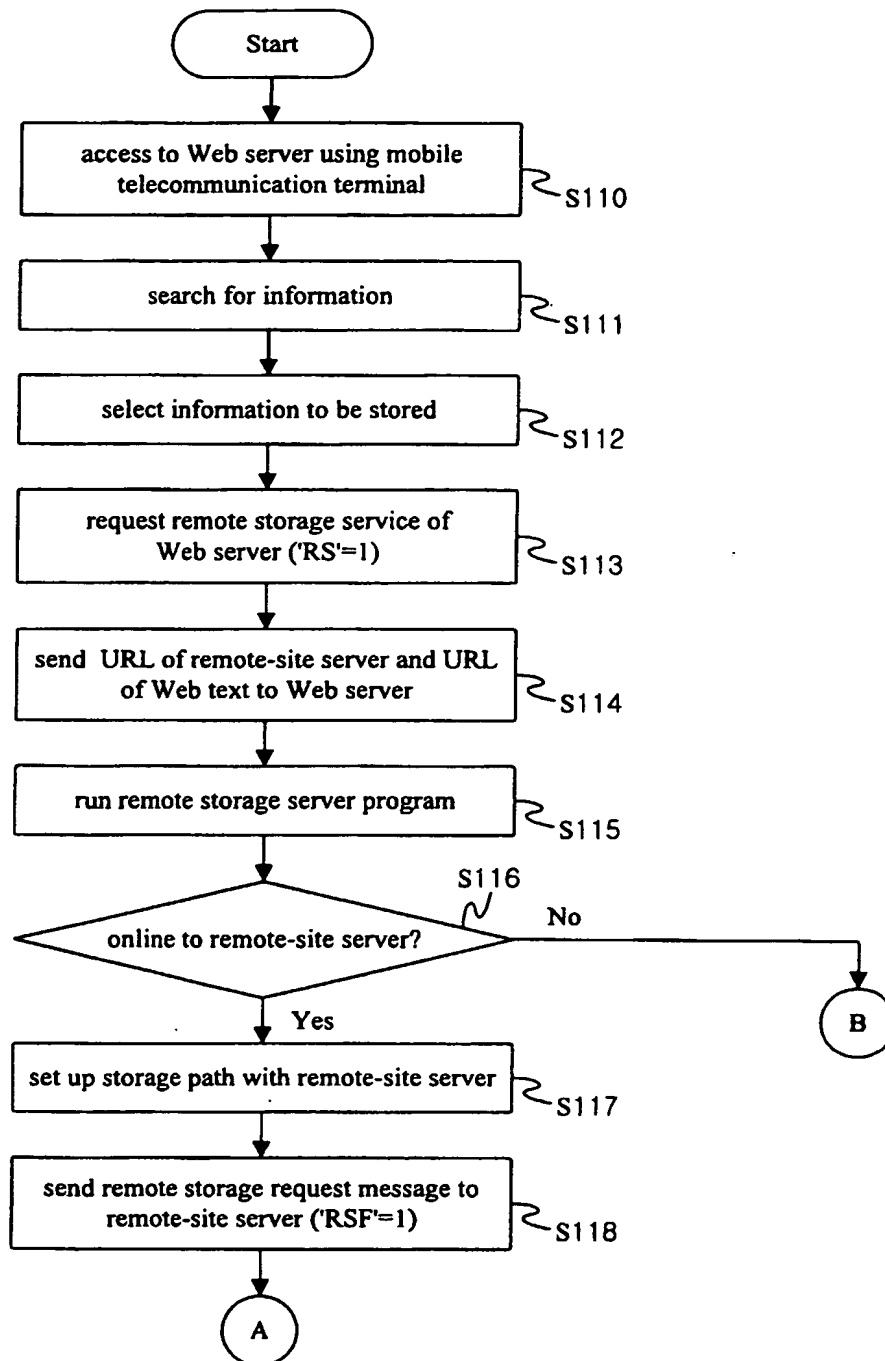 Start
access to Web server using mobile
telecommunication terminal
S110
search for information
S111
select information to be stored
S112
request remote storage service of
Web server ('RS'=1)
S113
send URL of remote-site server and URL
of Web text to Web server
S114
run remote storage server program
S115
S116
online to remote-site server?
No
B
Yes
set up storage path with remote-site server
S117
send remote storage request message to
remote-site server ('RSF'=1)
S118
A